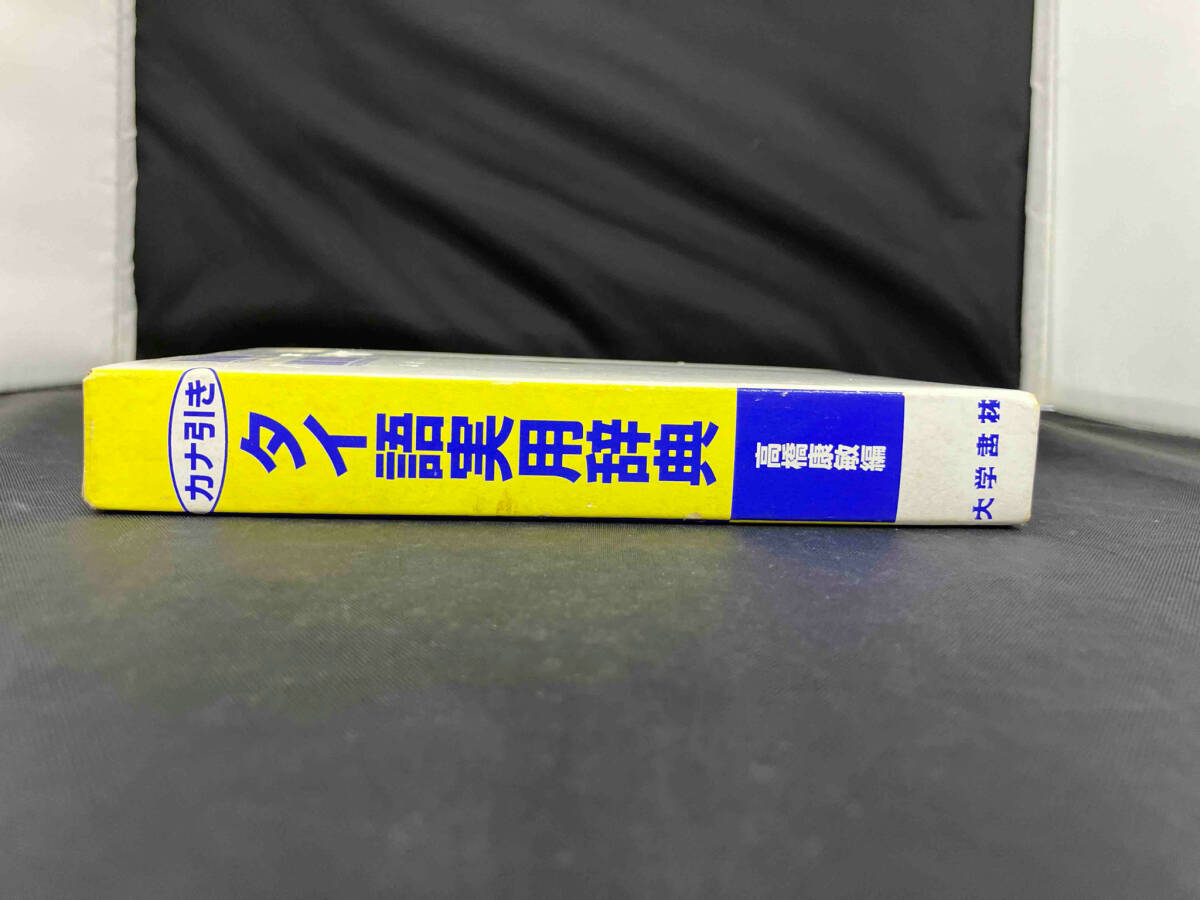 カナ引き
タイ語実用辞典
高橋康敏編
大学書林